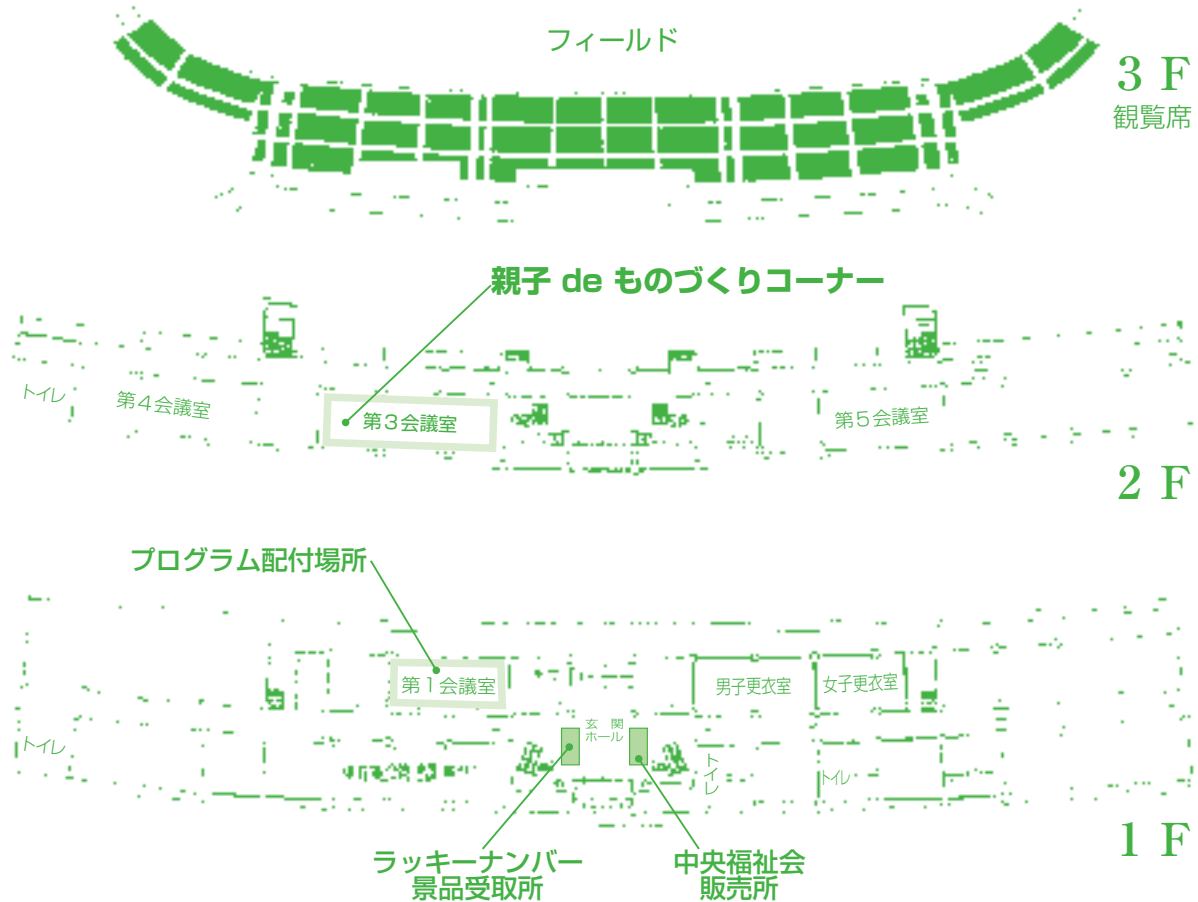 フィールド
3 F
観覧席
親子 de ものづくりコーナー
トイレ
第4会議室
第3会議室
第5会議室
2 F
プログラム配付場所
第1会議室
男子更衣室
女子更衣室
玄 関
ホール
トイレ
トイレ
トイレ
1 F
ラッキーナンバー
景品受取所
中央福祉会
販売所